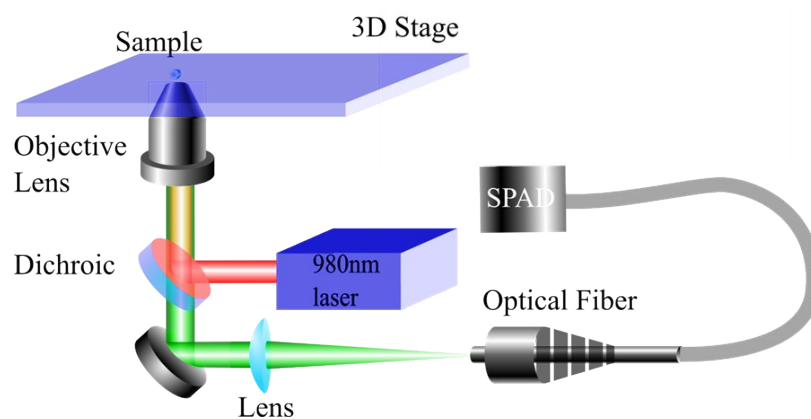 3D Stage
Sample
Objective
Lens
SPAD
Dichroic
980nm
laser
Optical Fiber
Lens